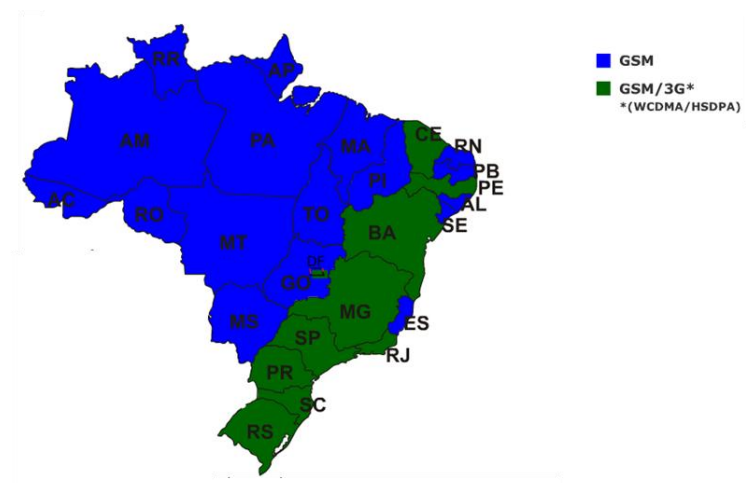 GSM
GSM/3G*
*(WCDMA/HSDPA)
RR
AP
AM
PA
MA
CE
RN
PB
PE
PI
AL
AC
RO
TO
SE
BA
MT
DF
GO
MG
MS
ES
SP
RJ
PR
SC
RS